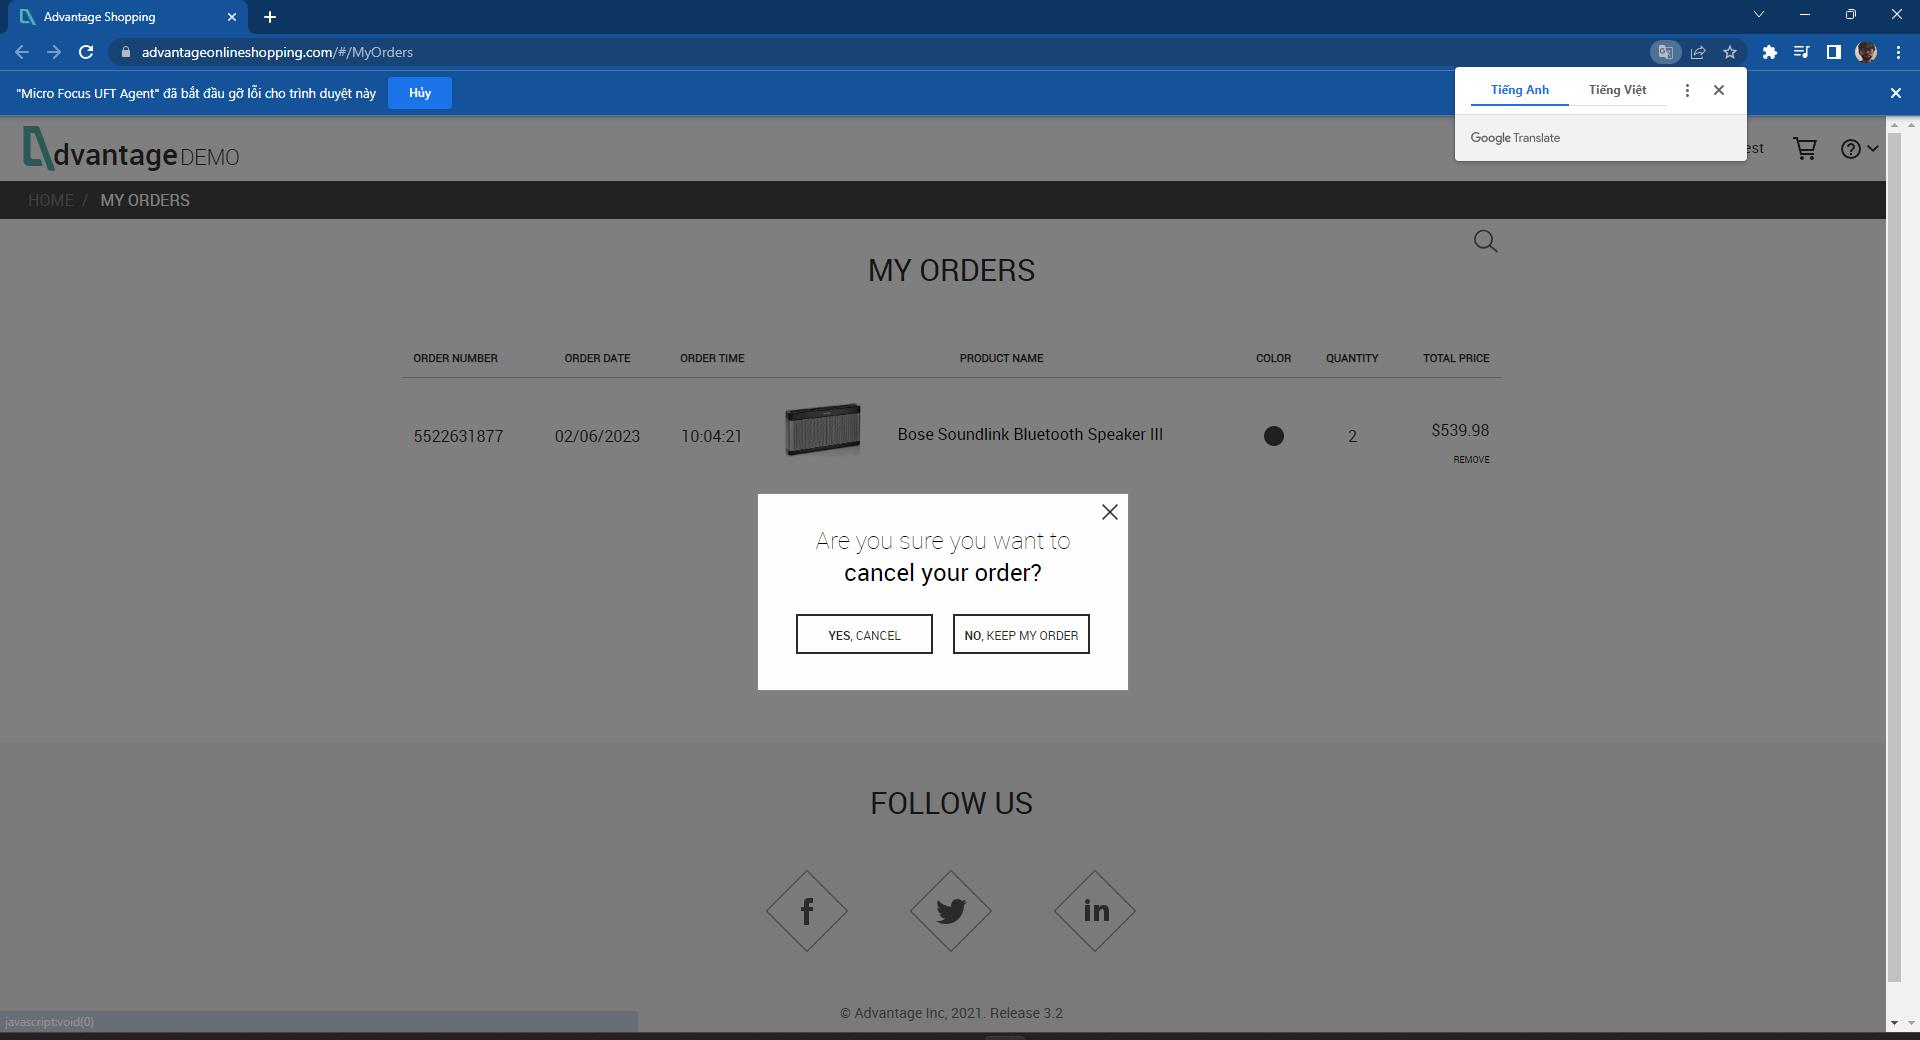 Advantage Shopping
advantageonlineshopping.com/#/MyOrders
"Micro Focus UFT Agent" đã bắt đầu gỡ lỗi cho trình duyệt này
Hủy
Tiếng Anh
Tiếng Việt
Google Translate
dvantage DEMO
est
HOME / MY ORDERS
MY ORDERS
ORDER NUMBER ORDER DATE ORDER TIME PRODUCT NAME COLOR QUANTITY TOTAL PRICE
5522631877 02/06/2023 10:04:21 Bose Soundlink Bluetooth Speaker III 2 $539.98
REMOVE
Are you sure you want to
cancel your order?
YES, CANCEL
NO, KEEP MY ORDER
FOLLOW US
f
in
© Advantage Inc, 2021. Release 3.2
javascript:void(0)